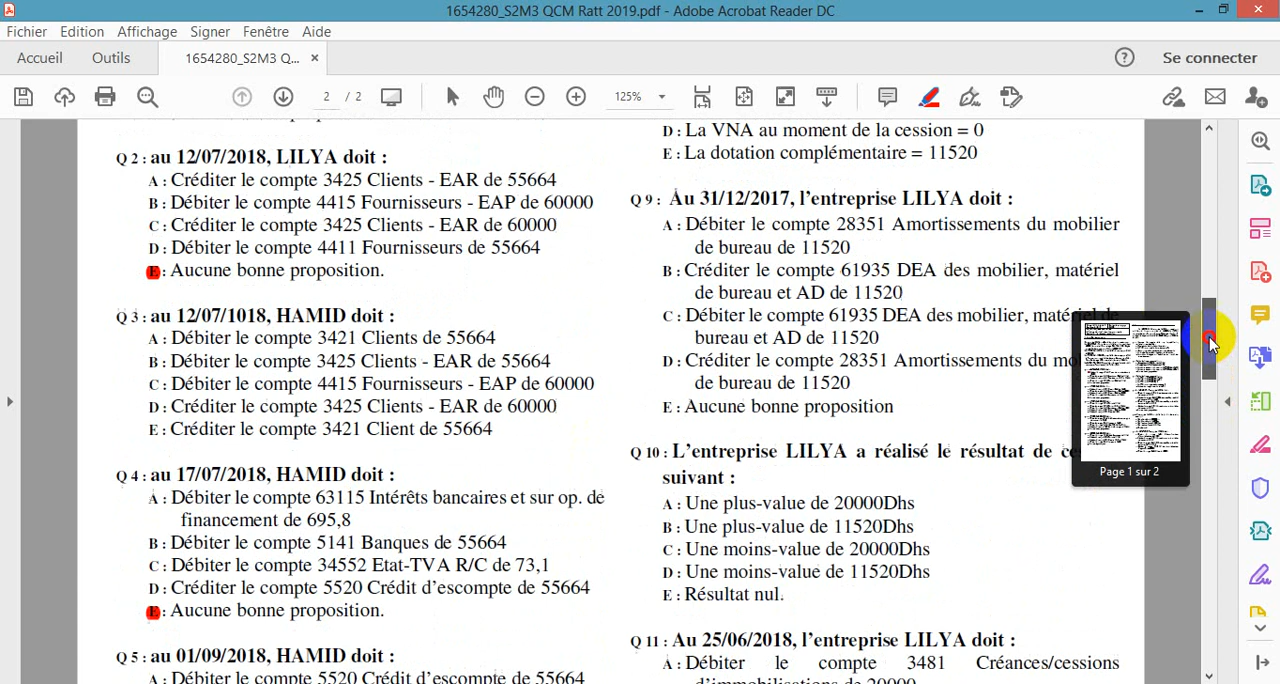 1654280_S2M3 QCM Ratt 2019.pdf - Adobe Acrobat Reader DC
Fichier Edition Affichage Signer Fenêtre Aide
Accueil Outils 1654280_S2M3 Q... × Se connecter
2 / 2 125%
Q 2 : au 12/07/2018, LILYA doit :
A : Créditer le compte 3425 Clients - EAR de 55664
B : Débiter le compte 4415 Fournisseurs - EAP de 60000
C : Créditer le compte 3425 Clients - EAR de 60000
D : Débiter le compte 4411 Fournisseurs de 55664
E : Aucune bonne proposition.
Q 3 : au 12/07/1018, HAMID doit :
A : Débiter le compte 3421 Clients de 55664
B : Débiter le compte 3425 Clients - EAR de 55664
C : Créditer le compte 4415 Fournisseurs - EAP de 60000
D : Créditer le compte 3425 Clients - EAR de 60000
E : Créditer le compte 3421 Client de 55664
Q 4 : au 17/07/2018, HAMID doit :
A : Débiter le compte 63115 Intérêts bancaires et sur op. de
financement de 695,8
B : Débiter le compte 5141 Banques de 55664
C : Débiter le compte 34552 Etat-TVA R/C de 73,1
D : Créditer le compte 5520 Crédit d'escompte de 55664
E : Aucune bonne proposition.
Q 5 : au 01/09/2018, HAMID doit :
A : Débiter le compte 5520 Crédit d'escompte de 55664
D : La VNA au moment de la cession = 0
E : La dotation complémentaire = 11520
Q 9 : Au 31/12/2017, l'entreprise LILYA doit :
A : Débiter le compte 28351 Amortissements du mobilier
de bureau de 11520
B : Créditer le compte 61935 DEA des mobilier, matériel
de bureau et AD de 11520
C : Débiter le compte 61935 DEA des mobilier, matériel de
bureau et AD de 11520
D : Créditer le compte 28351 Amortissements du
de bureau de 11520
E : Aucune bonne proposition
Q 10 : L'entreprise LILYA a réalisé le résultat de
suivant :
A : Une plus-value de 20000Dhs
B : Une plus-value de 11520Dhs
C : Une moins-value de 20000Dhs
D : Une moins-value de 11520Dhs
E : Résultat nul.
Q 11 : Au 25/06/2018, l'entreprise LILYA doit :
A : Débiter le compte 3481 Créances/cessions
d'immobilisations de 20000
Page 1 sur 2